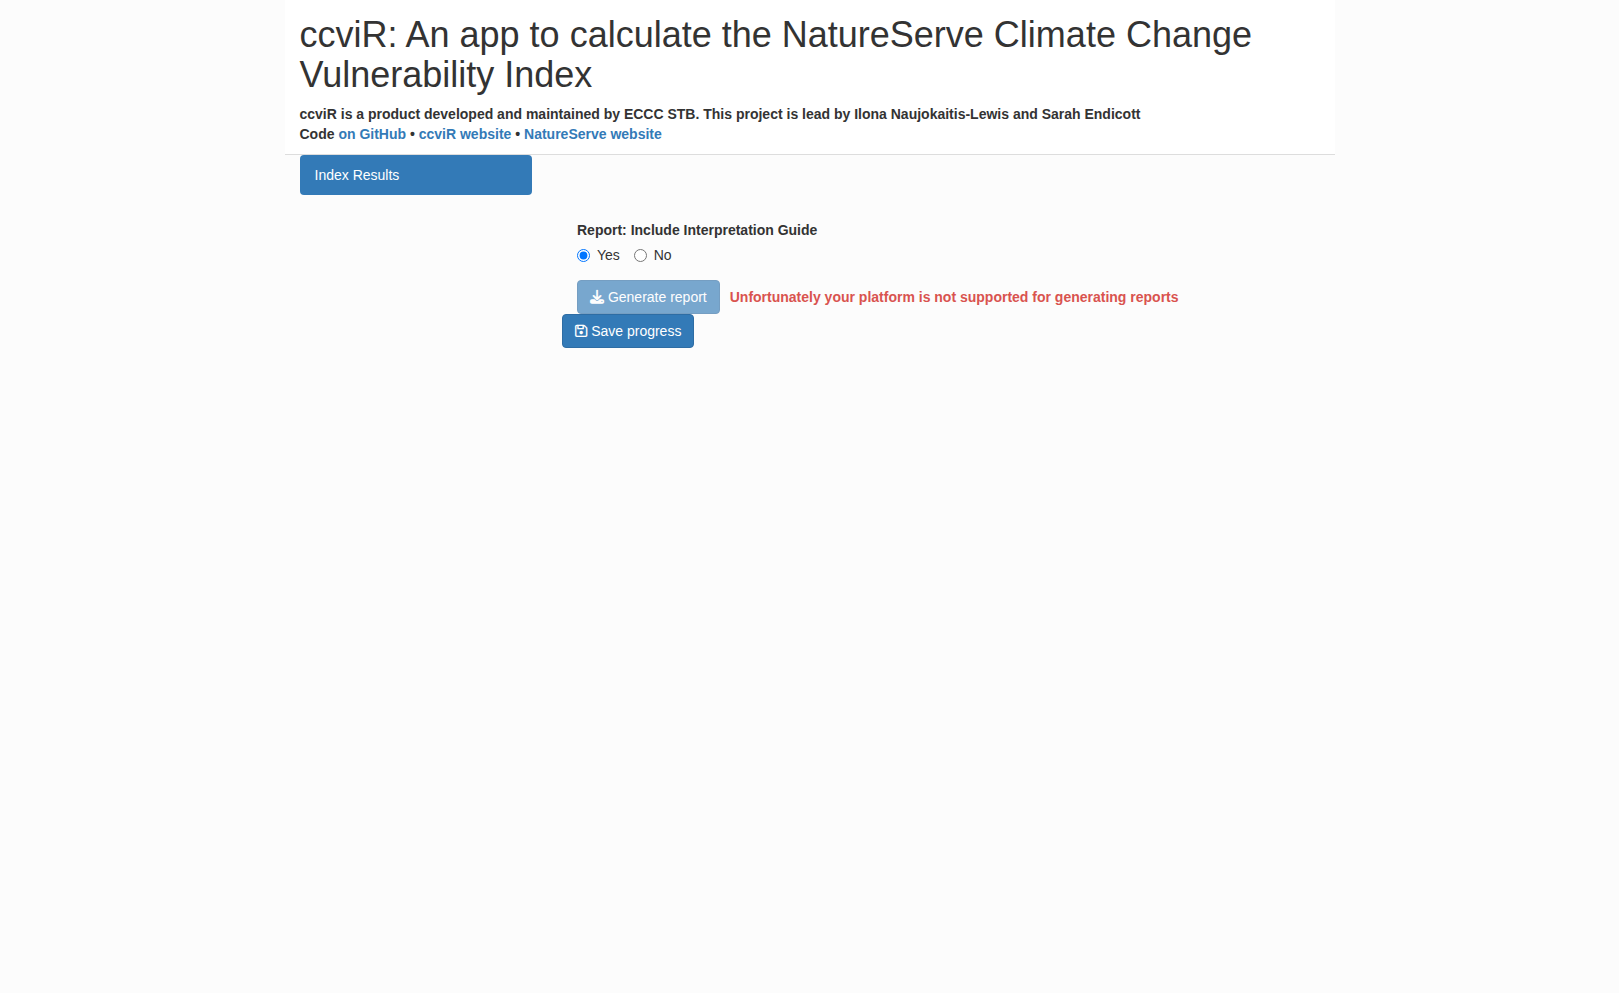 ccviR: An app to calculate the NatureServe Climate Change
Vulnerability Index
ccviR is a product developed and maintained by ECCC STB. This project is lead by Ilona Naujokaitis-Lewis and Sarah Endicott
Code on GitHub • ccviR website • NatureServe website
Index Results
Report: Include Interpretation Guide
Yes No
Generate report Unfortunately your platform is not supported for generating reports
Save progress